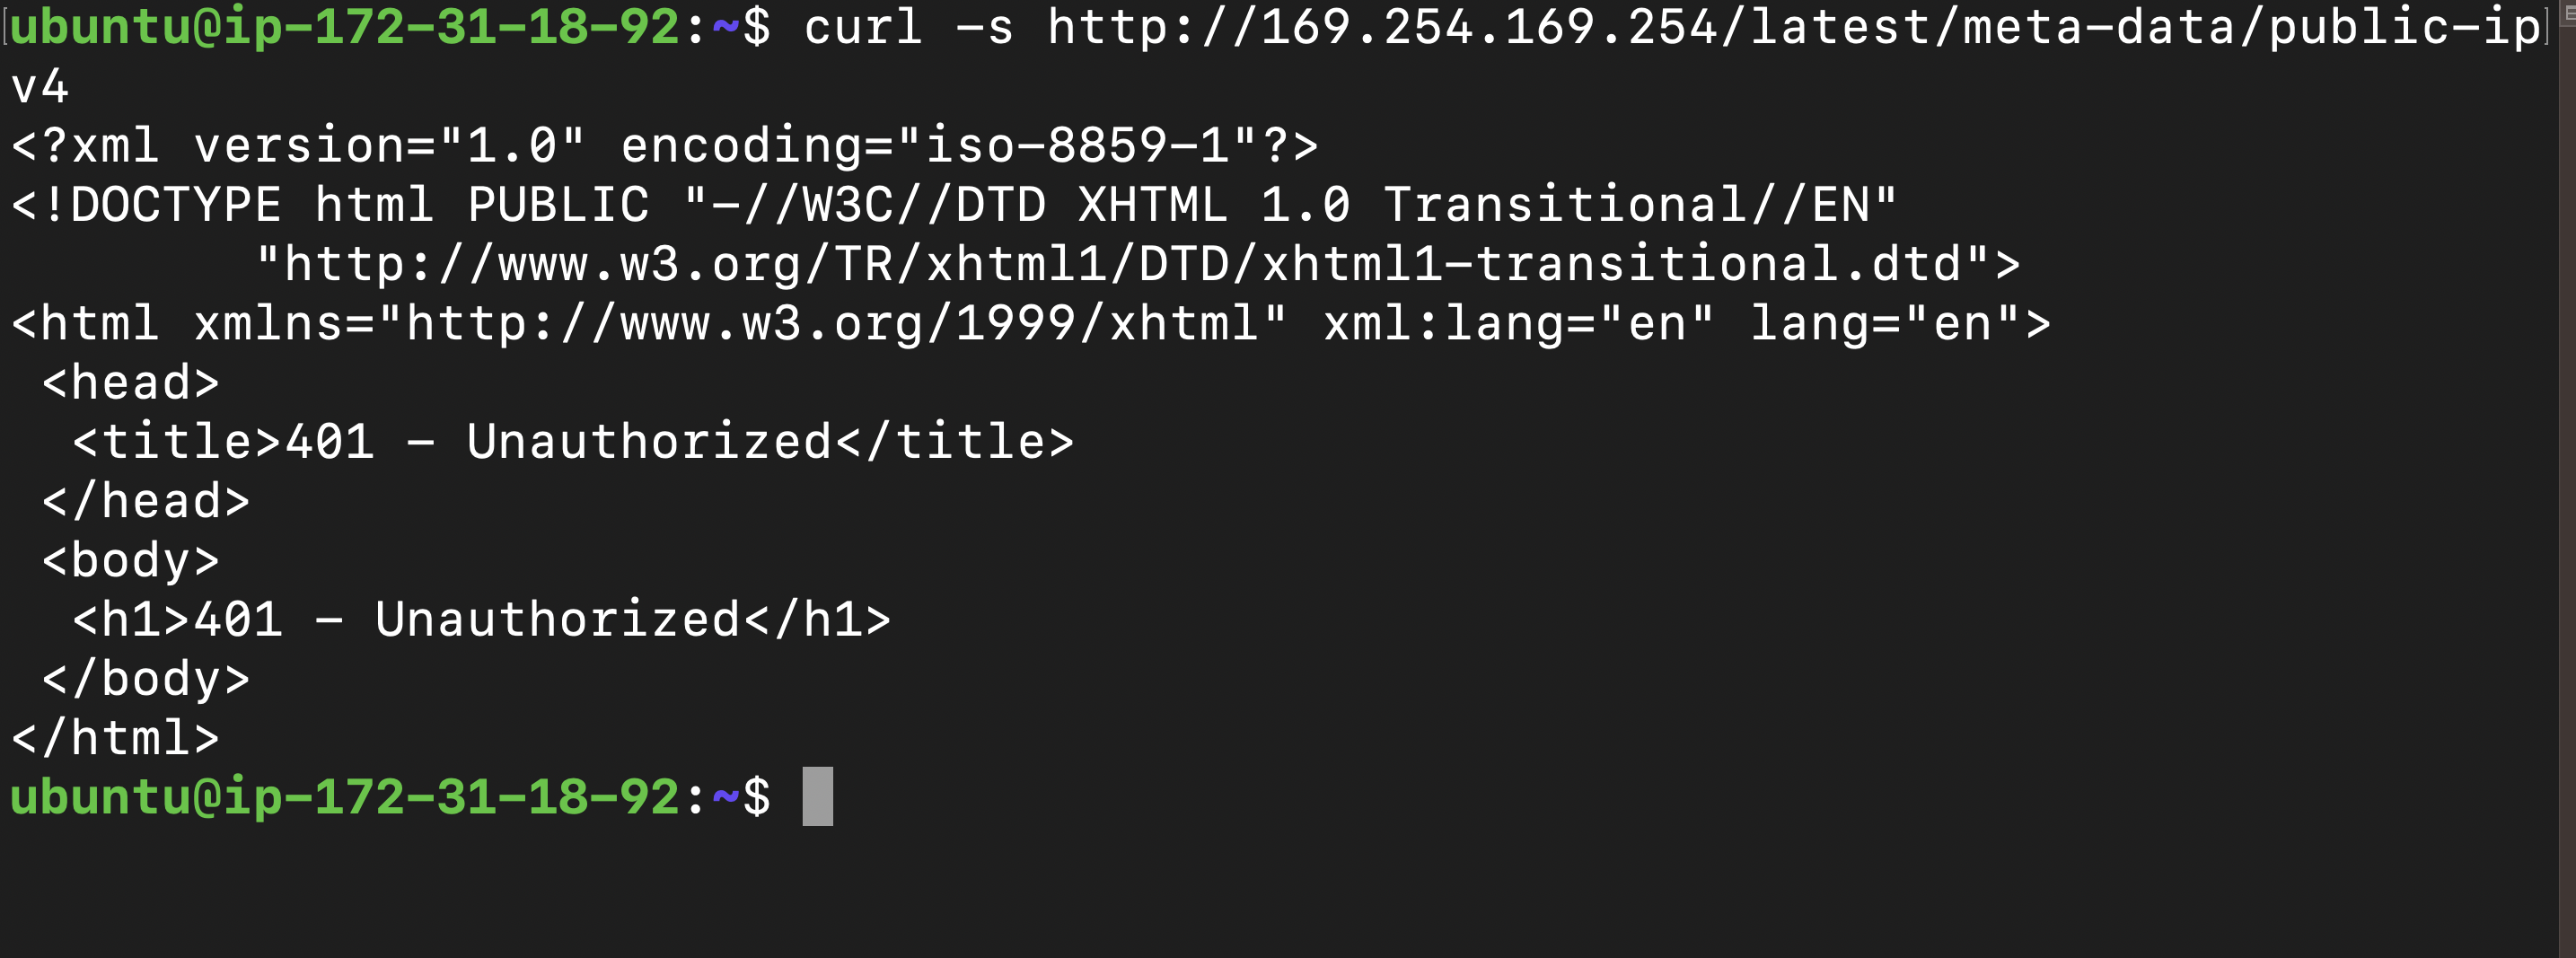 [ubuntu@ip-172-31-18-92:~$ curl -s http://169.254.169.254/latest/meta-data/public-ip]
v4
<?xml version="1.0" encoding="iso-8859-1"?>
<!DOCTYPE html PUBLIC "-//W3C//DTD XHTML 1.0 Transitional//EN"
        "http://www.w3.org/TR/xhtml1/DTD/xhtml1-transitional.dtd">
<html xmlns="http://www.w3.org/1999/xhtml" xml:lang="en" lang="en">
 <head>
  <title>401 - Unauthorized</title>
 </head>
 <body>
  <h1>401 - Unauthorized</h1>
 </body>
</html>
ubuntu@ip-172-31-18-92:~$